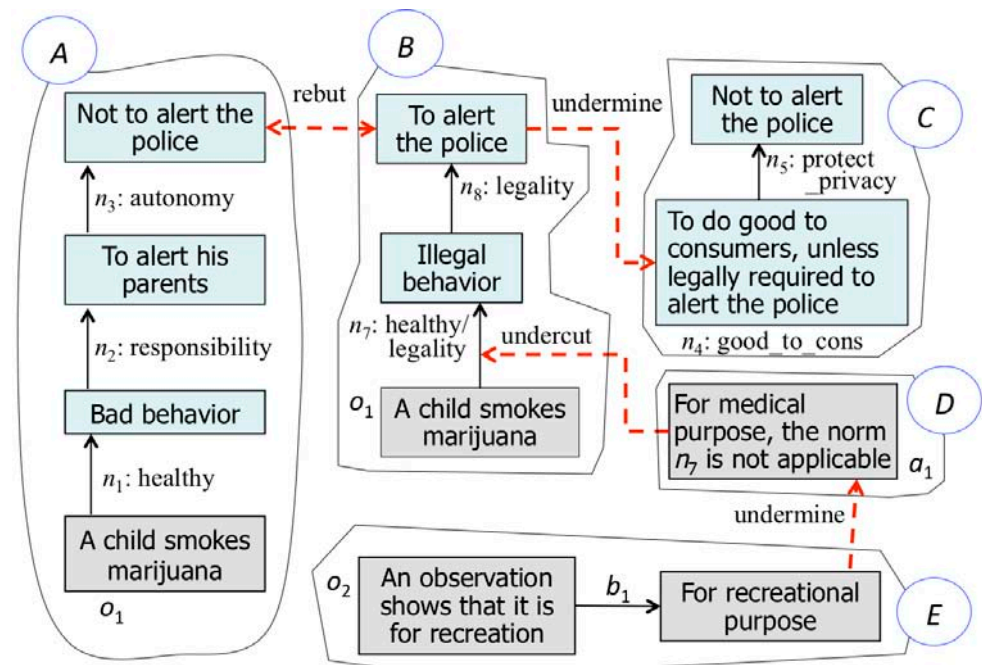 A
Not to alert the
police
n3: autonomy
To alert his
parents
n2: responsibility
Bad behavior
n1: healthy
A child smokes
marijuana
o1
rebut
B
To alert
the police
n8: legality
Illegal
behavior
n7: healthy/
legality
o1
A child smokes
marijuana
undermine
undercut
C
Not to alert
the police
n5: protect
_privacy
To do good to
consumers, unless
legally required to
alert the police
n4: good_to_cons
D
For medical
purpose, the norm
n7 is not applicable
a1
undermine
o2
An observation
shows that it is
for recreation
b1
For recreational
purpose
E